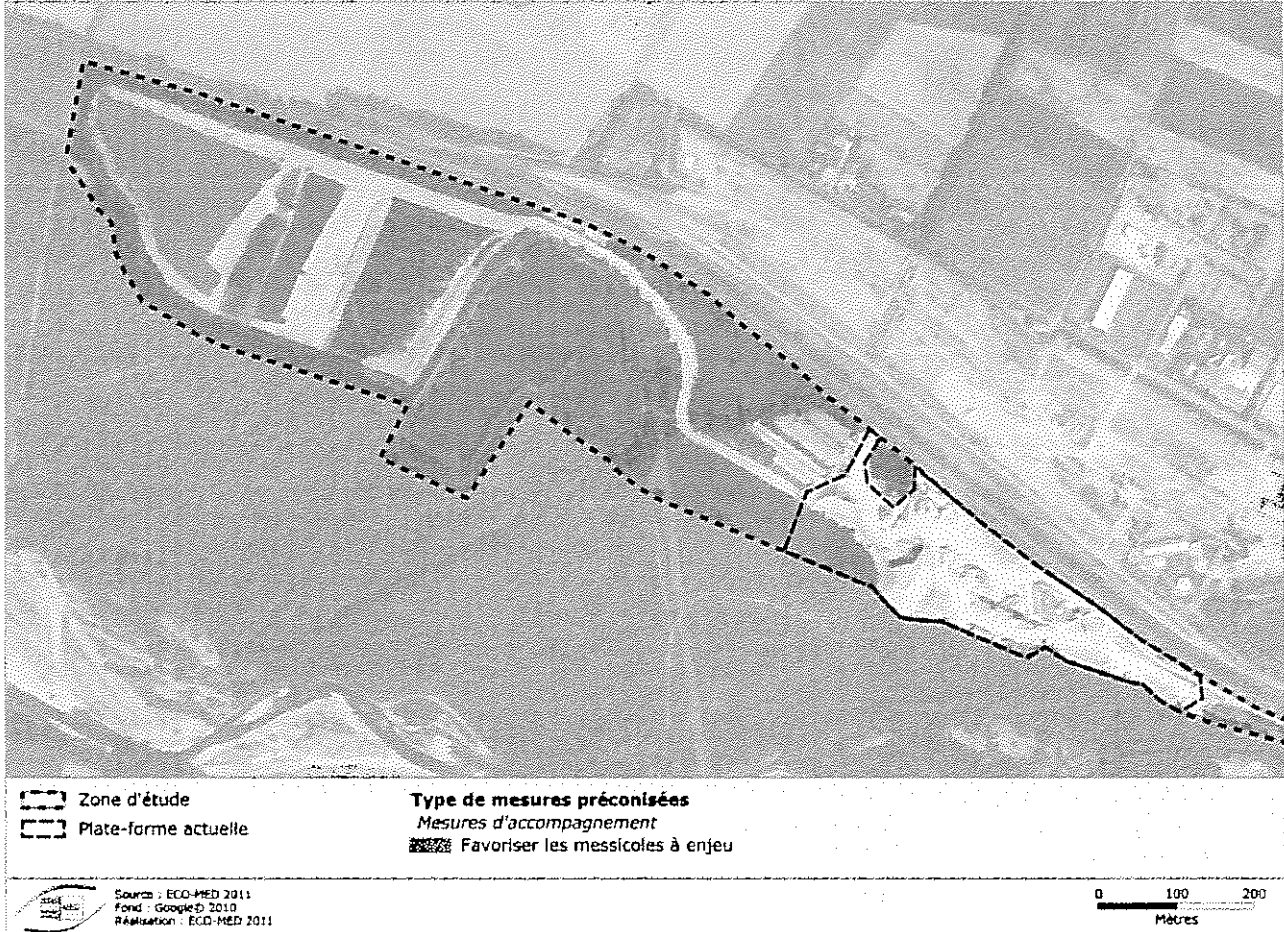 Zone d'étude
Plate-forme actuelle
Type de mesures préconisées
Mesures d'accompagnement
Favoriser les messicoles à enjeu
Source : ECO-MED 2011
Fond : Google© 2010
Réalisation : ECO-MED 2011
0 100 200
Mètres